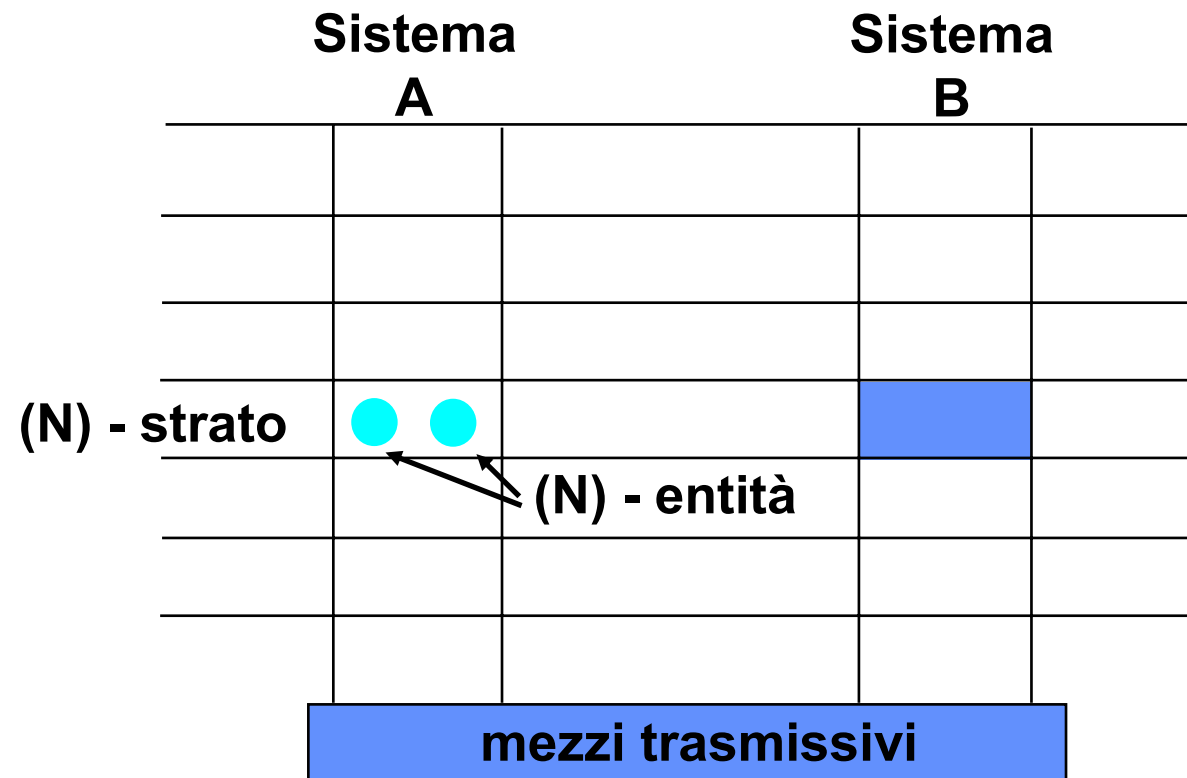 Sistema
A
Sistema
B
(N) - strato
(N) - entità
mezzi trasmissivi